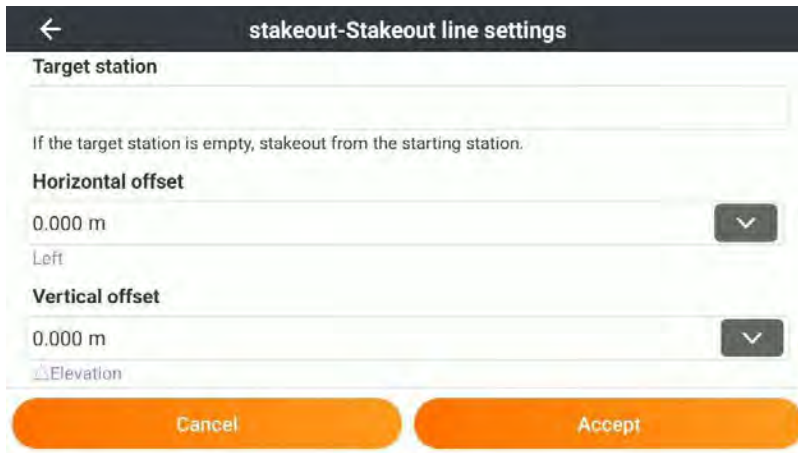 stakeout-Stakeout line settings
Target station
If the target station is empty, stakeout from the starting station.
Horizontal offset
0.000 m
Left
Vertical offset
0.000 m
△Elevation
Cancel
Accept